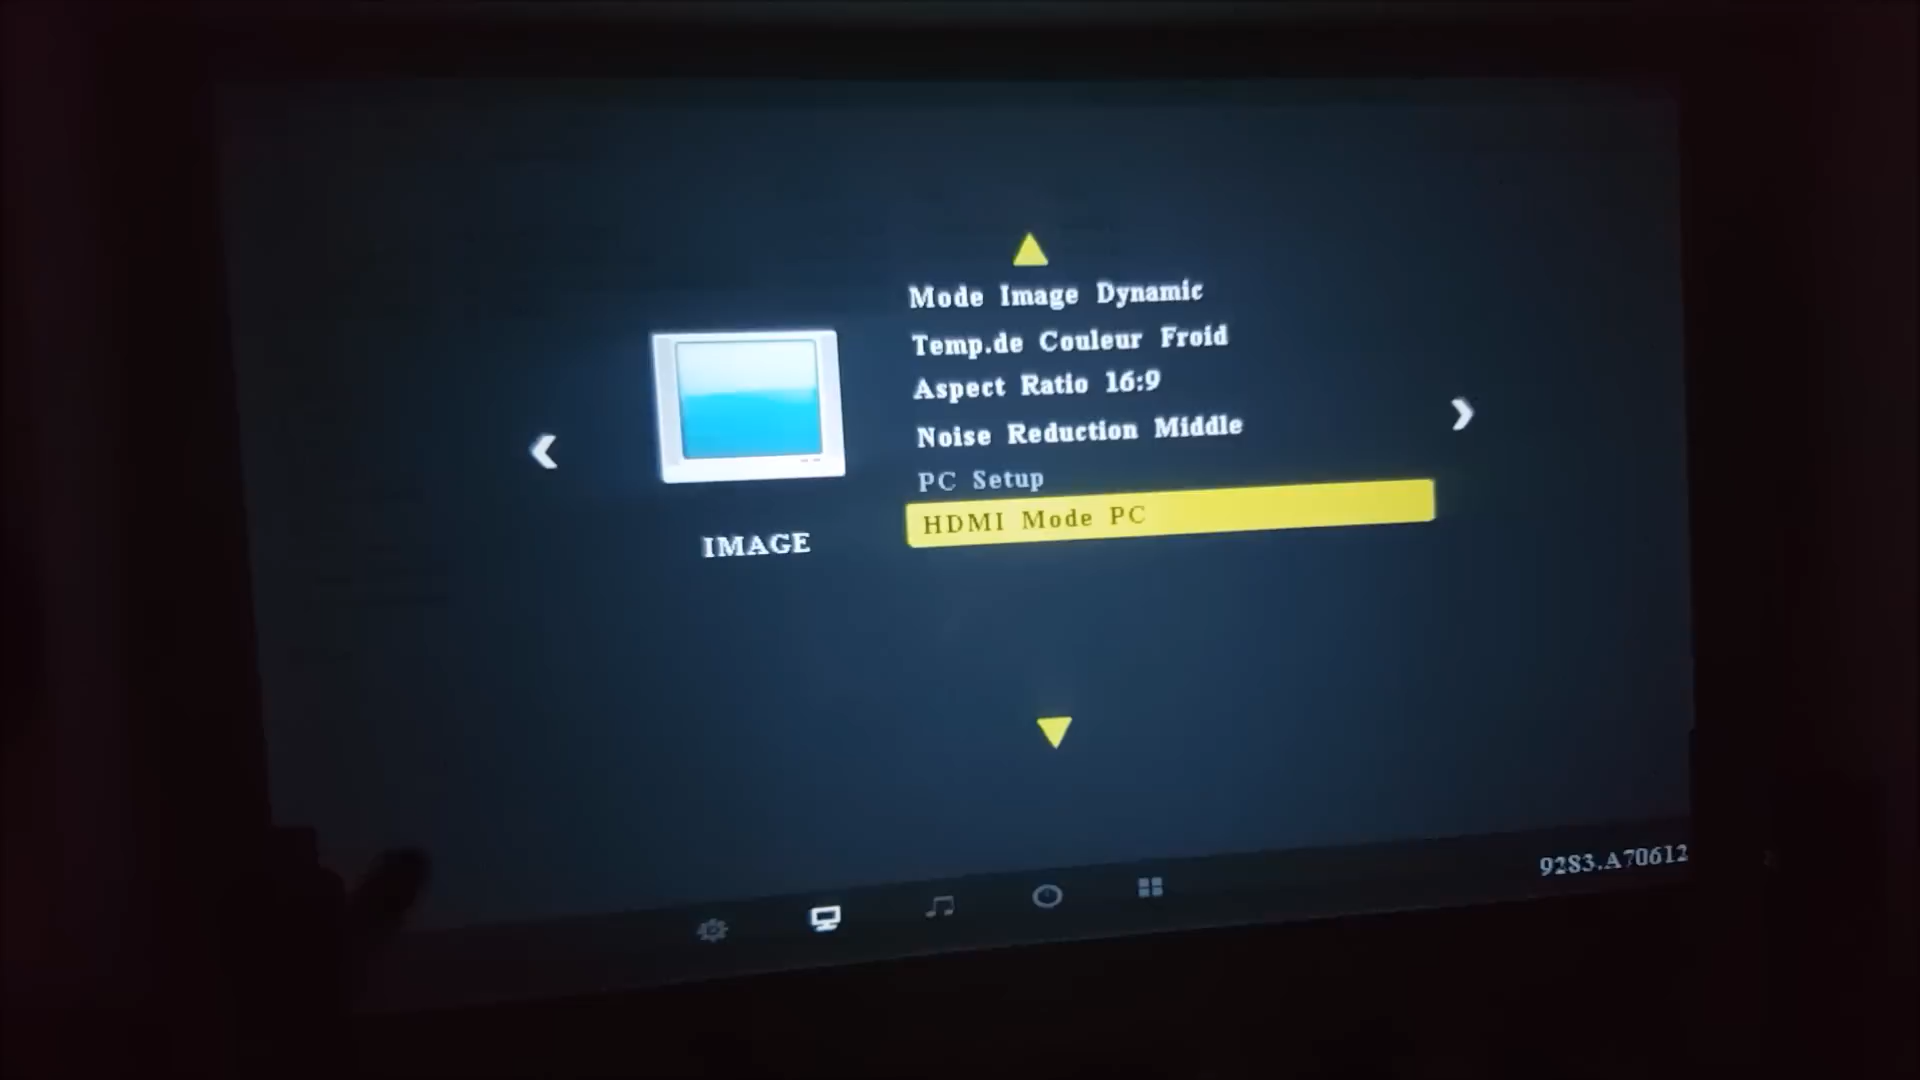 Mode Image Dynamic
Temp.de Couleur Froid
Aspect Ratio 16:9
Noise Reduction Middle
PC Setup
HDMI Mode PC
IMAGE
9283.A70612